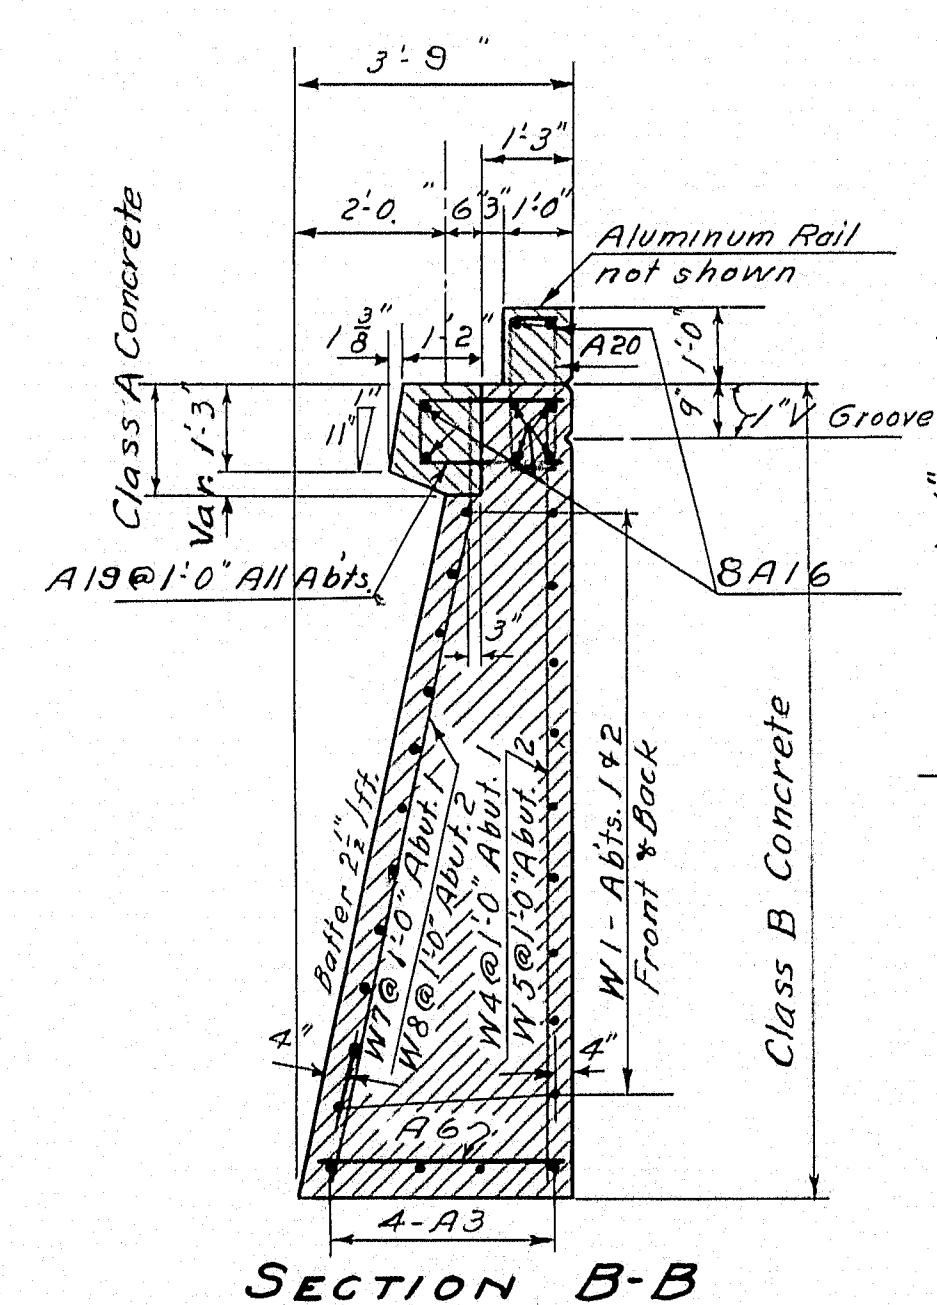 3'-9"
1'-3"
2'-0."
6"
3"
1'-0"
Aluminum Rail
not shown
1 3/8"
1'-2"
A20
1'-0"
Class A Concrete
Var.
1'-3"
1"
11"
9"
1" V Groove
A19@1'-0" All Abts.
8A16
3"
Batter 2 1/2"/ft.
W7@1'-0" Abut. 1
W8@1'-0" Abut. 2
W4@1'-0" Abut. 1
W5@1'-0" Abut. 2
W1-Abts. 1&2
Front & Back
Class B Concrete
4"
4"
A6
4-A3
SECTION B-B